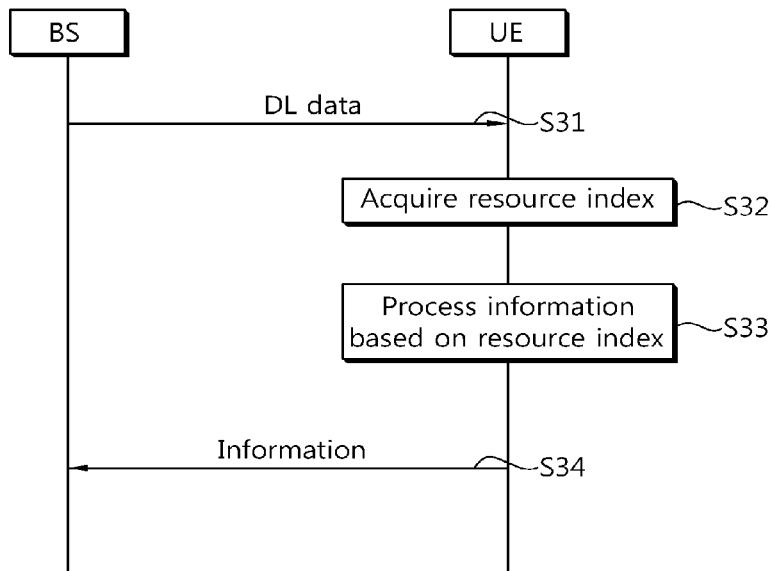 BS
UE
DL data
S31
Acquire resource index
S32
Process information
based on resource index
S33
Information
S34